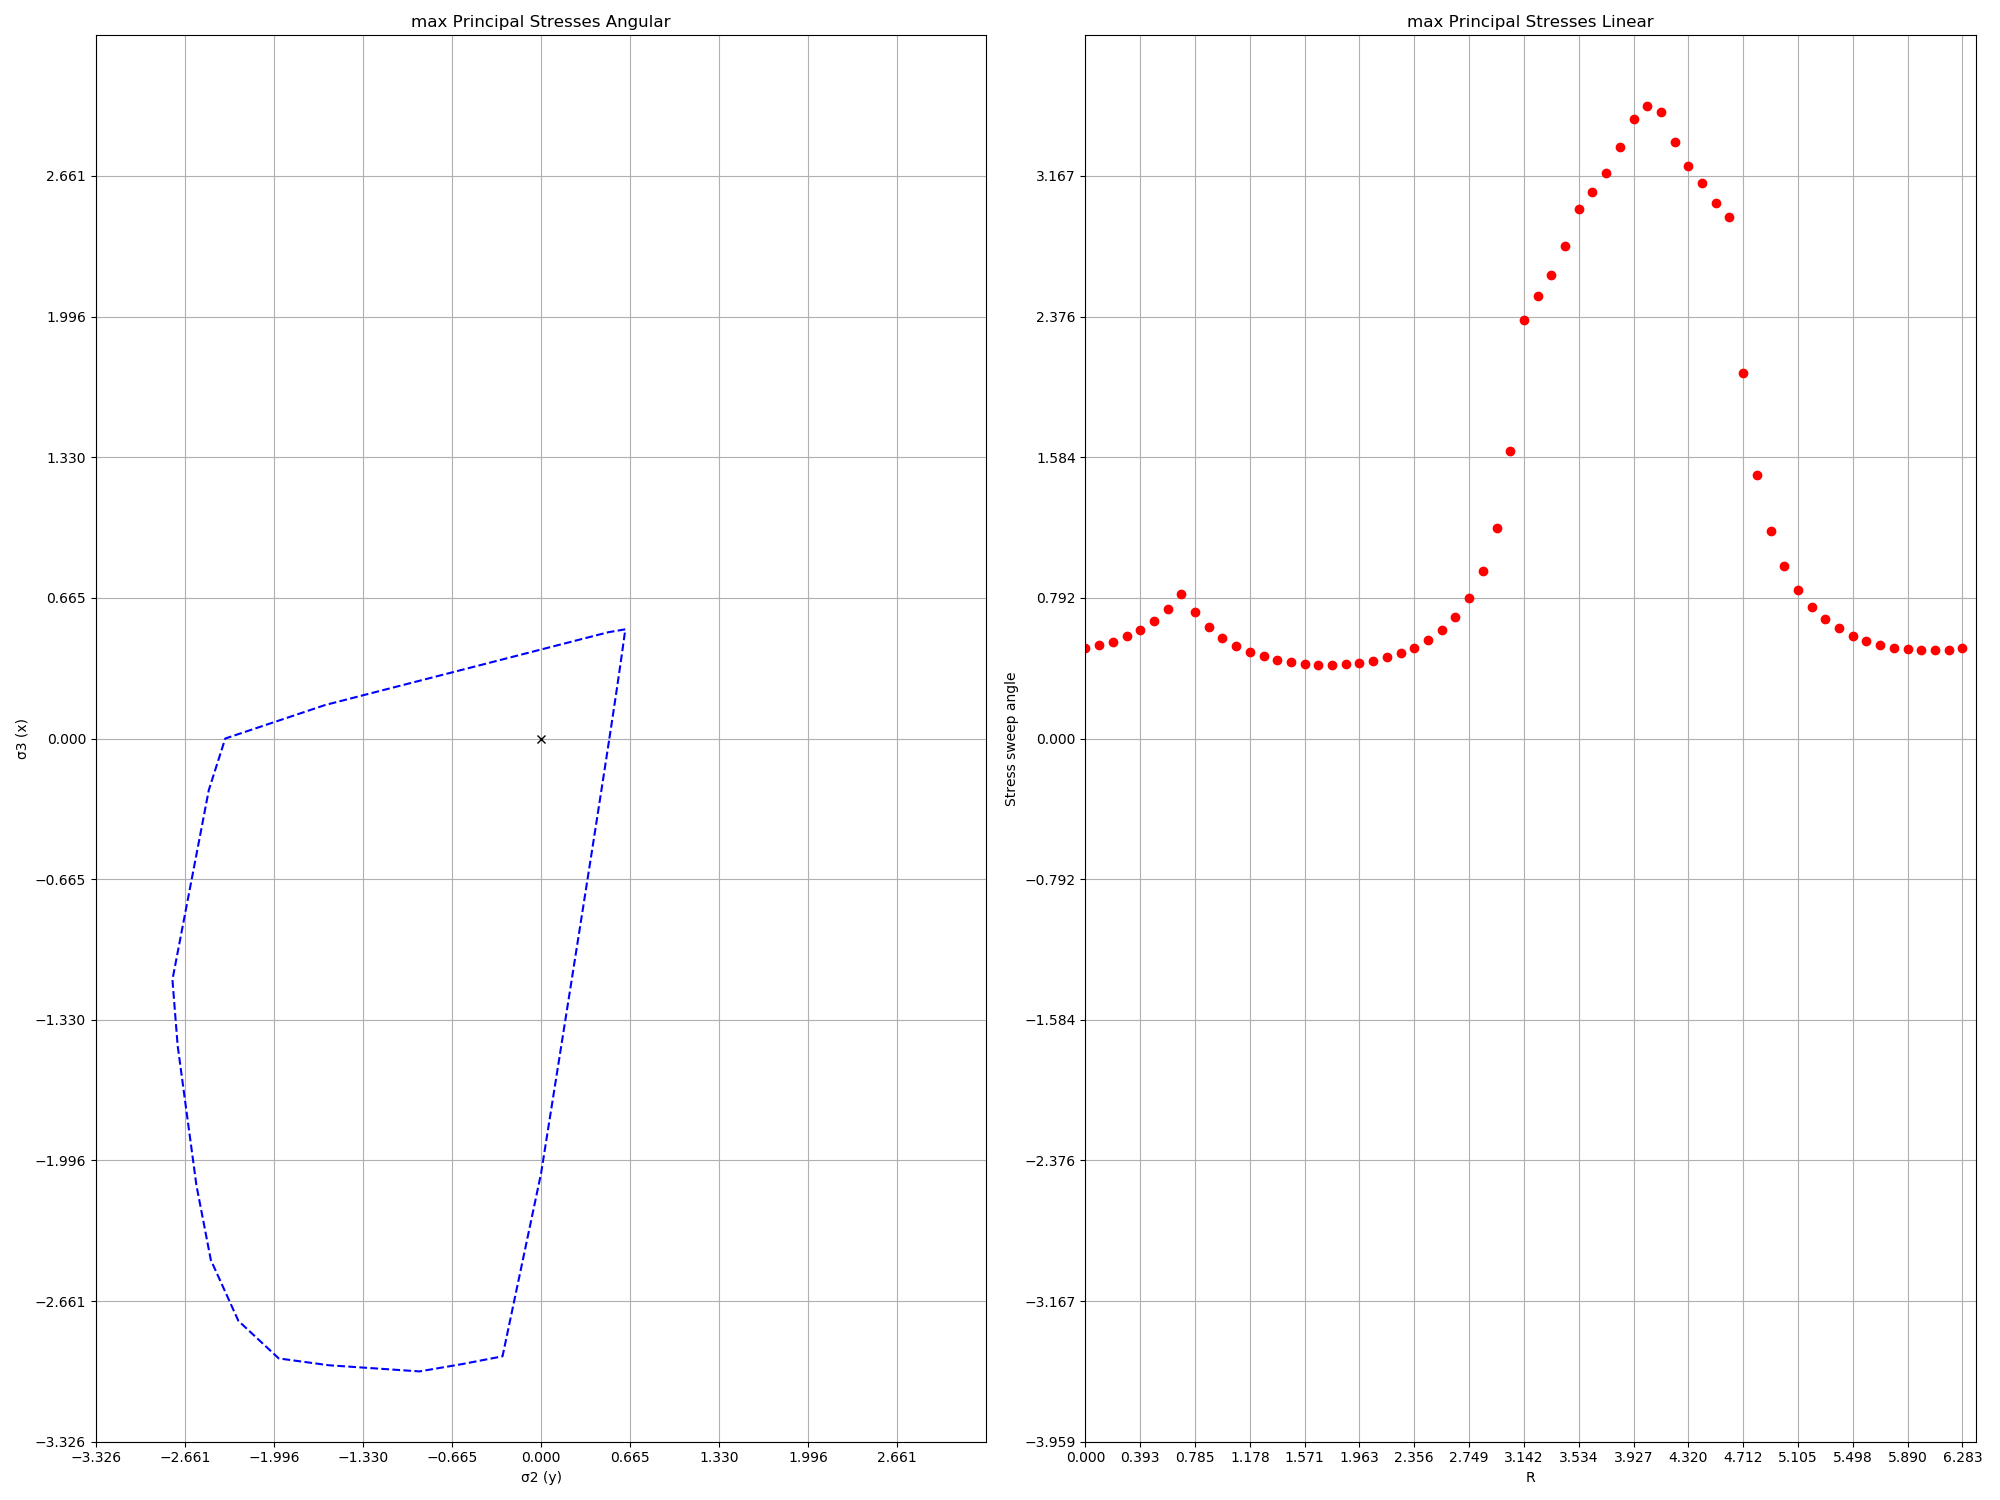 max Principal Stresses Angular
2.661
1.996
1.330
0.665
0.000
−0.665
−1.330
−1.996
−2.661
−3.326
σ3 (x)
−3.326 −2.661 −1.996 −1.330 −0.665 0.000 0.665 1.330 1.996 2.661
σ2 (y)
max Principal Stresses Linear
3.167
2.376
1.584
0.792
0.000
−0.792
−1.584
−2.376
−3.167
−3.959
Stress sweep angle
0.000 0.393 0.785 1.178 1.571 1.963 2.356 2.749 3.142 3.534 3.927 4.320 4.712 5.105 5.498 5.890 6.283
R